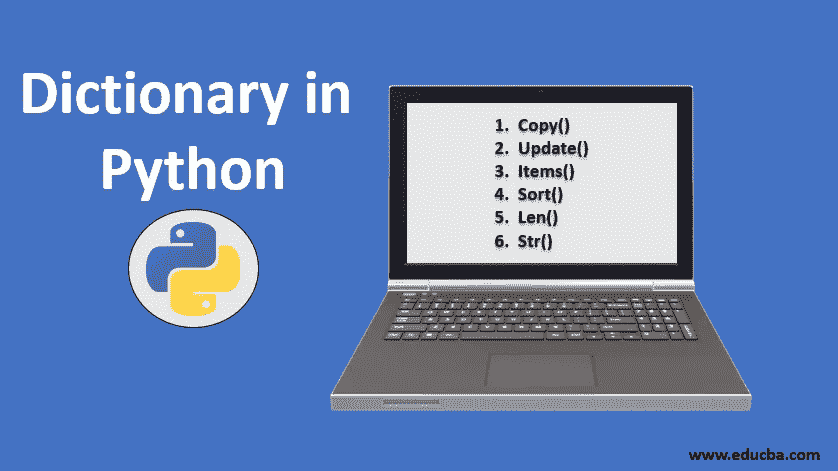 Dictionary in
Python
1. Copy()
2. Update()
3. Items()
4. Sort()
5. Len()
6. Str()
www.educba.com